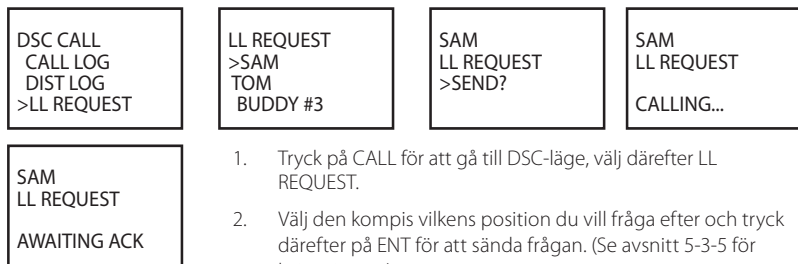 DSC CALL
CALL LOG
DIST LOG
>LL REQUEST
LL REQUEST
>SAM
TOM
BUDDY #3
SAM
LL REQUEST
>SEND?
SAM
LL REQUEST
CALLING...
SAM
LL REQUEST
AWAITING ACK
1. Tryck på CALL för att gå till DSC-läge, välj därefter LL
REQUEST.
2. Välj den kompis vilkens position du vill fråga efter och tryck
därefter på ENT för att sända frågan. (Se avsnitt 5-3-5 för